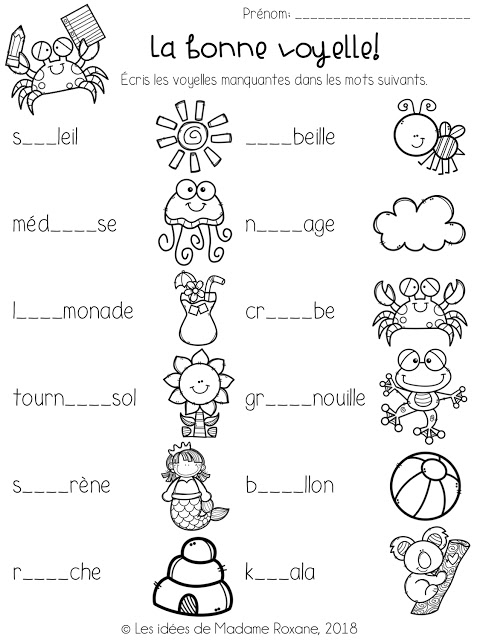 Prénom: _______________________
La bonne voyelle!
Écris les voyelles manquantes dans les mots suivants.
s___leil ____beille
méd____se n____age
l____monade cr____be
tourn____sol gr____nouille
s____rène b____llon
r____che k___ala
© Les idées de Madame Roxane, 2018